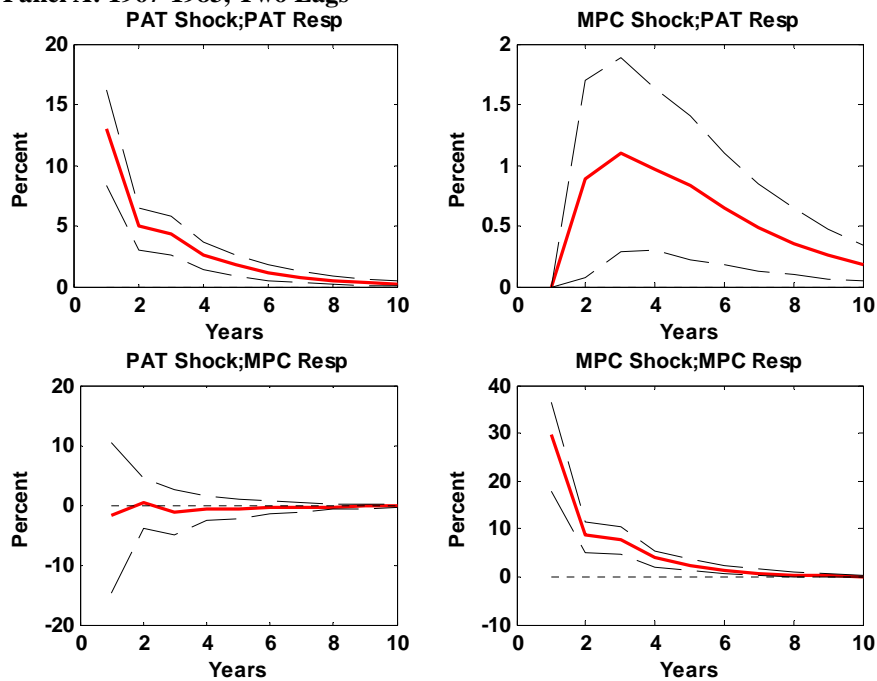 Panel A: Two Lags
PAT Shock;PAT Resp
20
15
10
5
0
Percent
0 2 4 6 8 10
Years
MPC Shock;PAT Resp
2
1.5
1
0.5
0
Percent
0 2 4 6 8 10
Years
PAT Shock;MPC Resp
20
10
0
-10
-20
Percent
0 2 4 6 8 10
Years
MPC Shock;MPC Resp
40
30
20
10
0
-10
Percent
0 2 4 6 8 10
Years